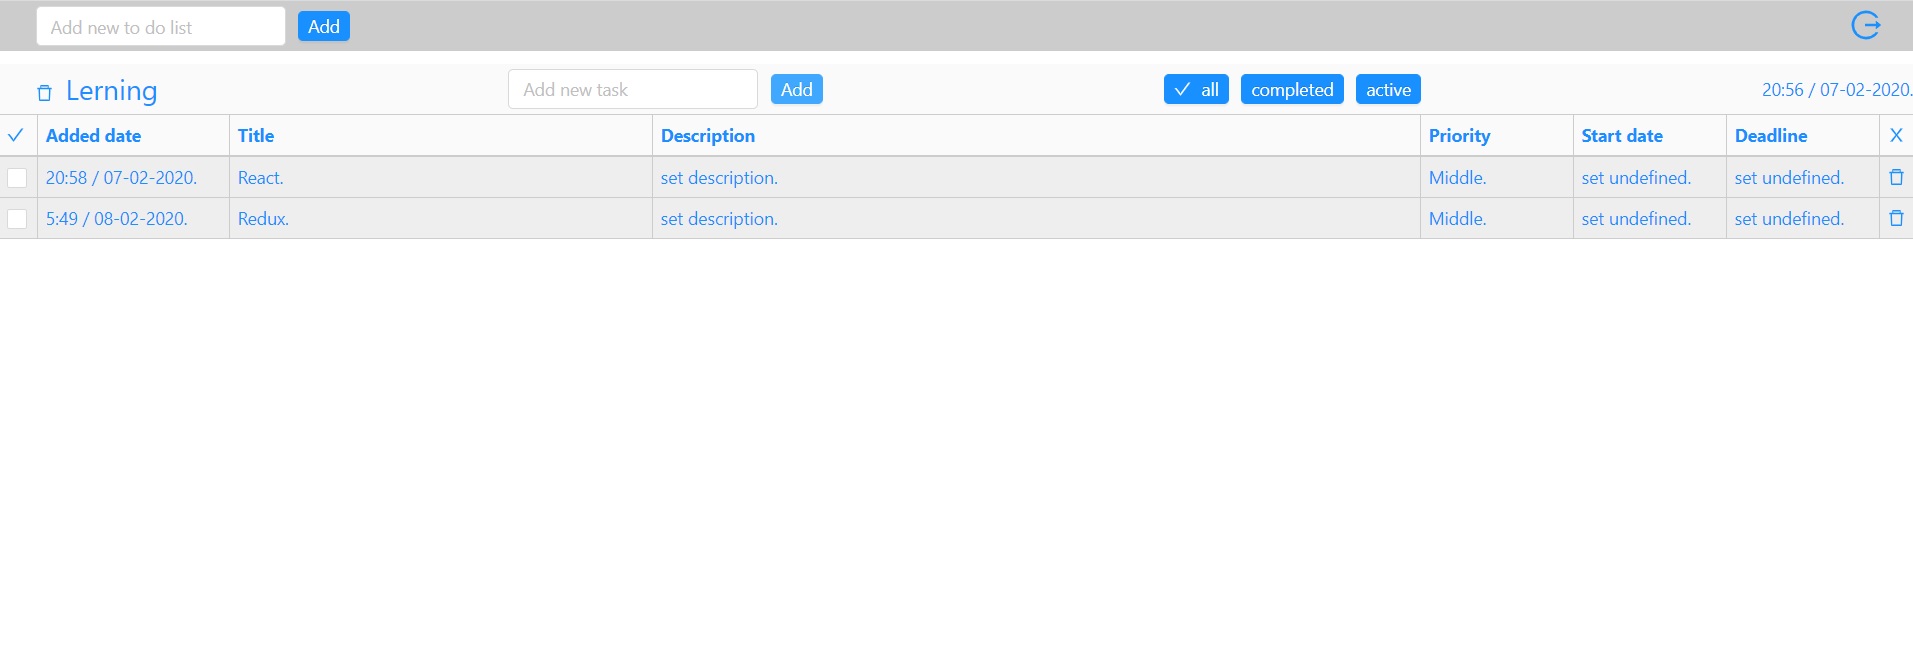 Add new to do list Add
Lerning Add new task Add all completed active 20:56 / 07-02-2020.
Added date Title Description Priority Start date Deadline X
20:58 / 07-02-2020. React. set description. Middle. set undefined. set undefined.
5:49 / 08-02-2020. Redux. set description. Middle. set undefined. set undefined.